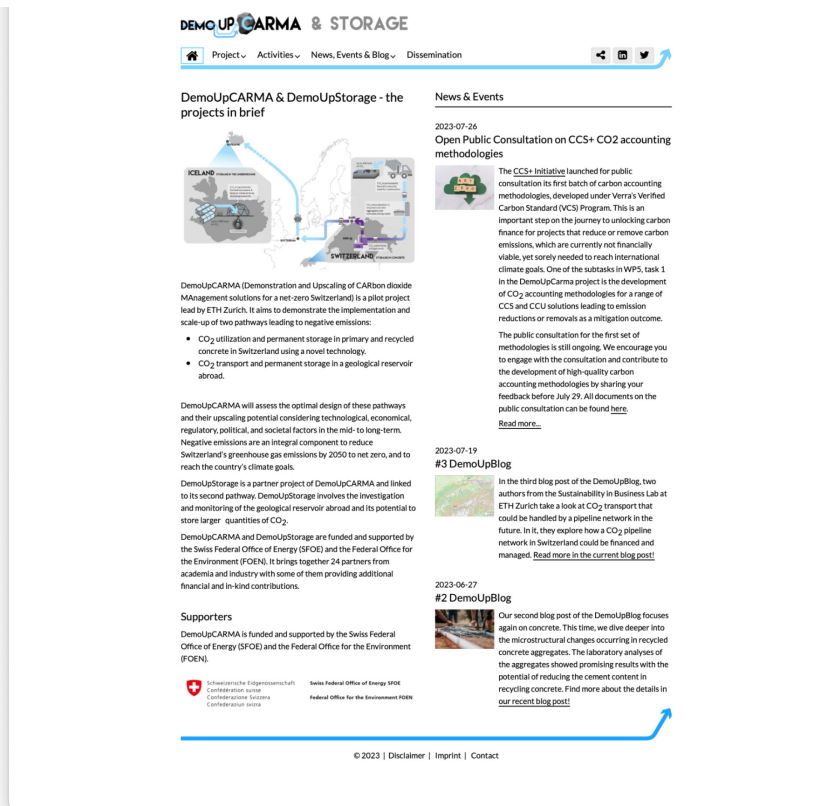 DEMOUPCARMA & STORAGE
Project
Activities
News, Events & Blog
Dissemination
DemoUpCARMA & DemoUpStorage - the
projects in brief
ICELAND
SWITZERLAND
DemoUpCARMA (Demonstration and Upscaling of CARbon dioxide
MAnagement solutions for a net-zero Switzerland) is a pilot project
lead by ETH Zurich. It aims to demonstrate the implementation and
scale-up of two pathways leading to negative emissions:
• CO2 utilization and permanent storage in primary and recycled
concrete in Switzerland using a novel technology.
• CO2 transport and permanent storage in a geological reservoir
abroad.
DemoUpCARMA will assess the optimal design of these pathways
and their upscaling potential considering technological, economical,
regulatory, political, and societal factors in the mid- to long-term.
Negative emissions are an integral component to reduce
Switzerland's greenhouse gas emissions by 2050 to net zero, and to
reach the country's climate goals.
DemoUpStorage is a partner project of DemoUpCARMA and linked
to its second pathway. DemoUpStorage involves the investigation
and monitoring of the geological reservoir abroad and its potential to
store larger quantities of CO2.
DemoUpCARMA and DemoUpStorage are funded and supported by
the Swiss Federal Office of Energy (SFOE) and the Federal Office for
the Environment (FOEN). It brings together 24 partners from
academia and industry with some of them providing additional
financial and in-kind contributions.
Supporters
DemoUpCARMA is funded and supported by the Swiss Federal
Office of Energy (SFOE) and the Federal Office for the Environment
(FOEN).
Schweizerische Eidgenossenschaft
Confédération suisse
Confederazione Svizzera
Confederaziun svizra
Swiss Federal Office of Energy SFOE
Federal Office for the Environment FOEN
News & Events
2023-07-26
Open Public Consultation on CCS+ CO2 accounting
methodologies
The CCS+ Initiative launched for public
consultation its first batch of carbon accounting
methodologies, developed under Verra's Verified
Carbon Standard (VCS) Program. This is an
important step on the journey to unlocking carbon
finance for projects that reduce or remove carbon
emissions, which are currently not financially
viable, yet sorely needed to reach international
climate goals. One of the subtasks in WP5, task 1
in the DemoUpCarma project is the development
of CO2 accounting methodologies for a range of
CCS and CCU solutions leading to emission
reductions or removals as a mitigation outcome.
The public consultation for the first set of
methodologies is still ongoing. We encourage you
to engage with the consultation and contribute to
the development of high-quality carbon
accounting methodologies by sharing your
feedback before July 29. All documents on the
public consultation can be found here.
Read more...
2023-07-19
#3 DemoUpBlog
In the third blog post of the DemoUpBlog, two
authors from the Sustainability in Business Lab at
ETH Zurich take a look at CO2 transport that
could be handled by a pipeline network in the
future. In it, they explore how a CO2 pipeline
network in Switzerland could be financed and
managed. Read more in the current blog post!
2023-06-27
#2 DemoUpBlog
Our second blog post of the DemoUpBlog focuses
again on concrete. This time, we dive deeper into
the microstructural changes occurring in recycled
concrete aggregates. The laboratory analyses of
the aggregates showed promising results with the
potential of reducing the cement content in
recycling concrete. Find more about the details in
our recent blog post!
© 2023 | Disclaimer | Imprint | Contact